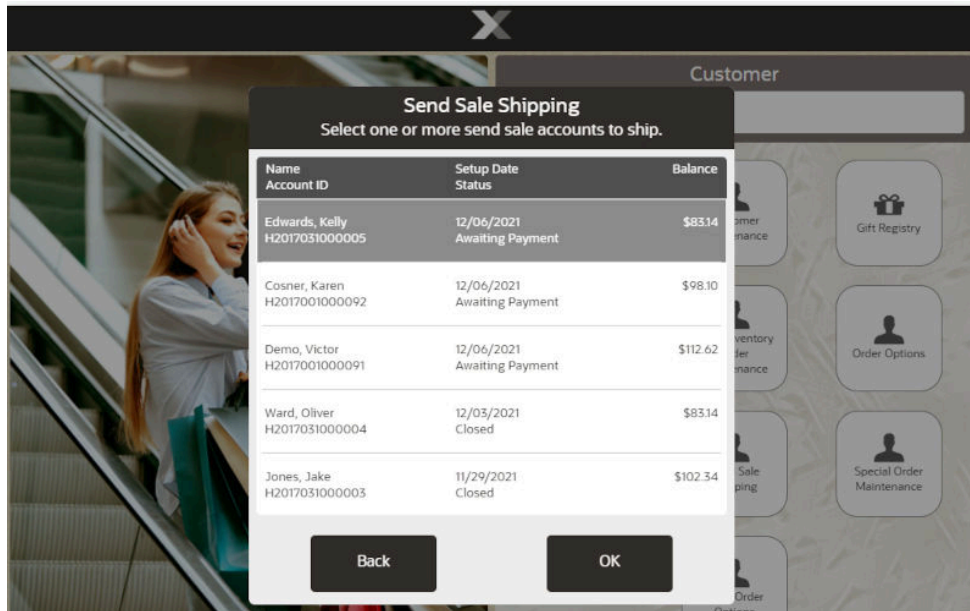 Customer
Send Sale Shipping
Select one or more send sale accounts to ship.
Name Setup Date Balance
Account ID Status
Edwards, Kelly 12/06/2021 $83.14
H2017031000005 Awaiting Payment
Cosner, Karen 12/06/2021 $98.10
H2017001000092 Awaiting Payment
Demo, Victor 12/06/2021 $112.62
H2017001000091 Awaiting Payment
Ward, Oliver 12/03/2021 $83.14
H2017031000004 Closed
Jones, Jake 11/29/2021 $102.34
H2017031000003 Closed
Back OK
Gift Registry
Order Options
Sale
Special Order
Maintenance
Order